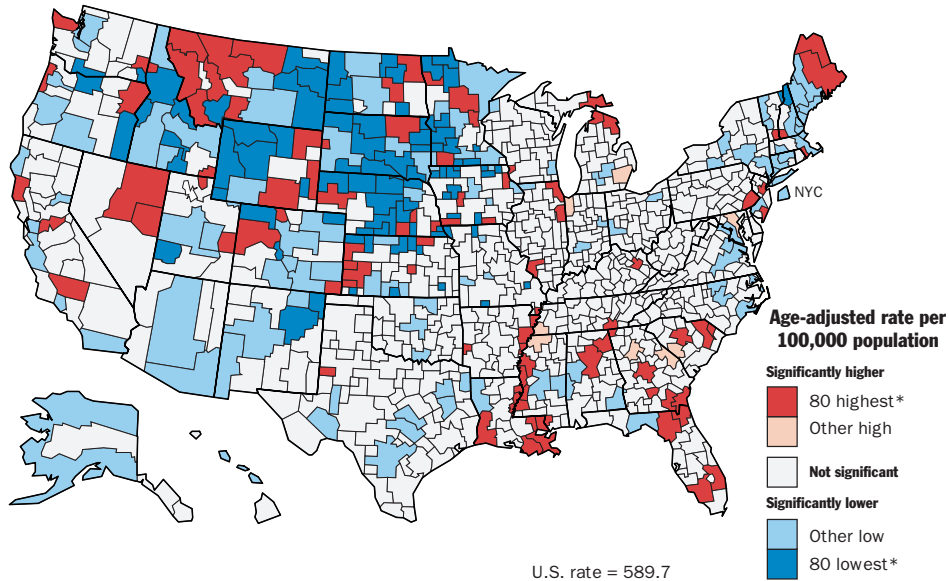 NYC
Age-adjusted rate per
100,000 population
Significantly higher
80 highest*
Other high
Not significant
Significantly lower
Other low
80 lowest*
U.S. rate = 589.7